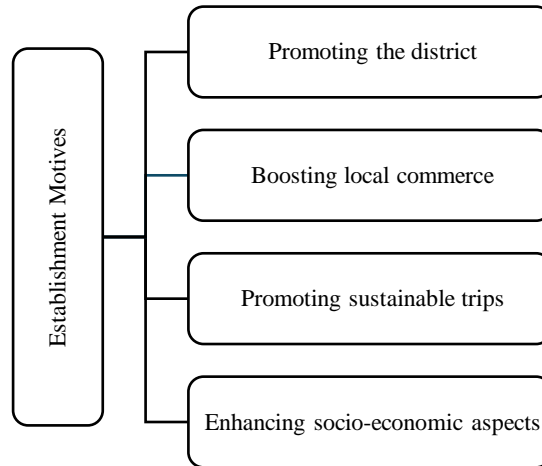 Establishment Motives
Promoting the district
Boosting local commerce
Promoting sustainable trips
Enhancing socio-economic aspects